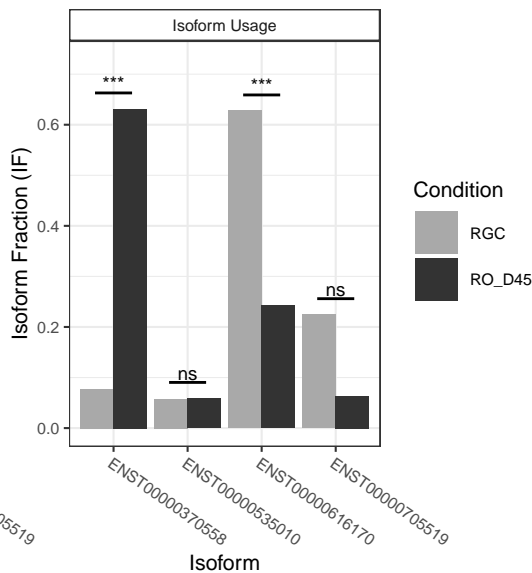 Isoform Usage
***
***
ns
ns
0.6
0.4
0.2
0.0
Isoform Fraction (IF)
Condition
RGC
RO_D45
ENST00000370558
ENST00000535010
ENST00000616170
ENST00000705519
05519
Isoform